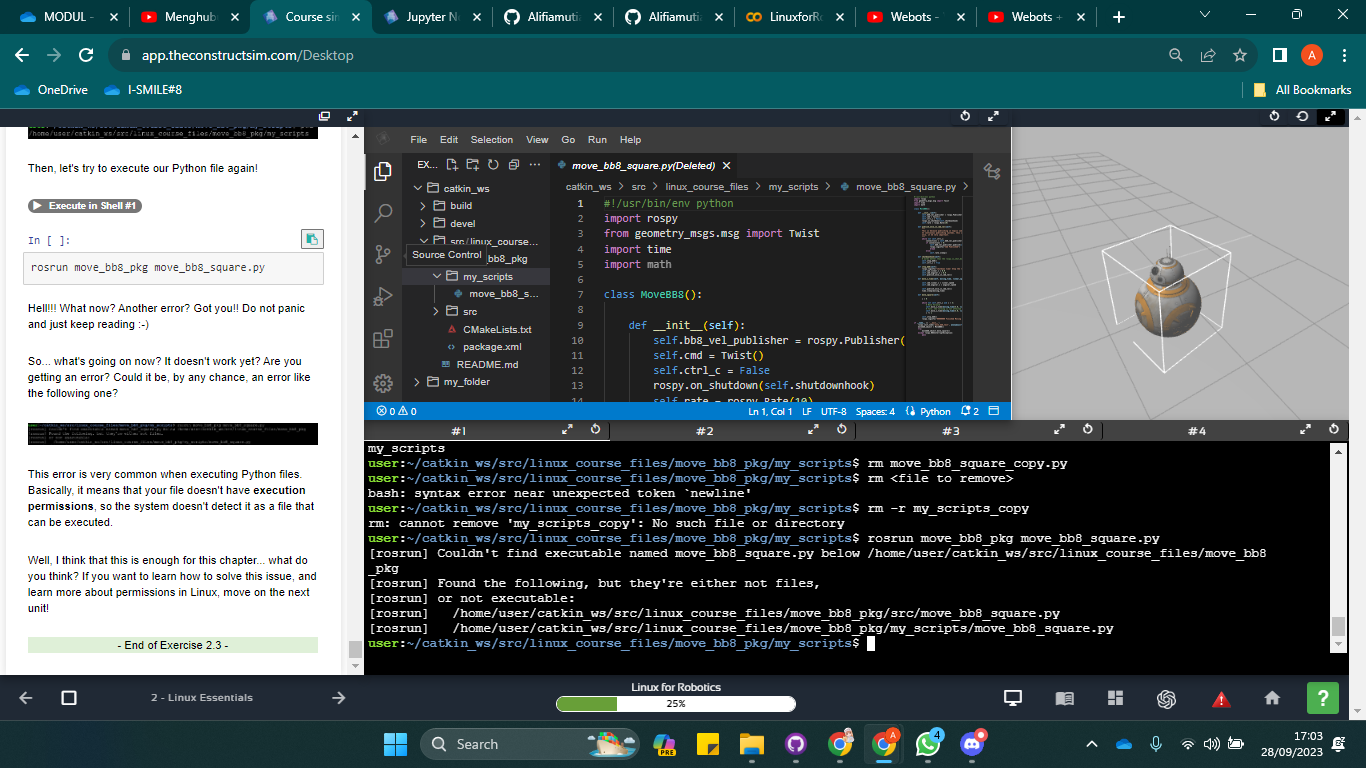 MODUL -
Menghub
Course sim
Jupyter N
Alifiamuti
Alifiamuti
LinuxforRo
Webots -
Webots +
app.theconstructsim.com/Desktop
A
OneDrive
I-SMILE#8
All Bookmarks
Then, let's try to execute our Python file again!
Execute in Shell #1
In [ ]:
rosrun move_bb8_pkg move_bb8_square.py
Hell!!! What now? Another error? Got you!! Do not panic
and just keep reading :-)
So... what's going on now? It doesn't work yet? Are you
getting an error? Could it be, by any chance, an error like
the following one?
This error is very common when executing Python files.
Basically, it means that your file doesn't have execution
permissions, so the system doesn't detect it as a file that
can be executed.
Well, I think that this is enough for this chapter... what do
you think? If you want to learn how to solve this issue, and
learn more about permissions in Linux, move on the next
unit!
- End of Exercise 2.3 -
File Edit Selection View Go Run Help
EX...
catkin_ws
build
devel
src/linux_course...
Source Control
bb8_pkg
my_scripts
move_bb8_s...
src
CMakeLists.txt
package.xml
README.md
my_folder
move_bb8_square.py(Deleted)
catkin_ws > src > linux_course_files > my_scripts > move_bb8_square.py >
1 #!/usr/bin/env python
2 import rospy
3 from geometry_msgs.msg import Twist
4 import time
5 import math
6
7 class MoveBB8():
8
9 def __init__(self):
10 self.bb8_vel_publisher = rospy.Publisher(
11 self.cmd = Twist()
12 self.ctrl_c = False
13 rospy.on_shutdown(self.shutdownhook)
14 self.rate = rospy.Rate(10)
0 0
Ln 1, Col 1 LF UTF-8 Spaces: 4 Python 2
#1 #2 #3 #4
my_scripts
user:~/catkin_ws/src/linux_course_files/move_bb8_pkg/my_scripts$ rm move_bb8_square_copy.py
user:~/catkin_ws/src/linux_course_files/move_bb8_pkg/my_scripts$ rm <file to remove>
bash: syntax error near unexpected token `newline'
user:~/catkin_ws/src/linux_course_files/move_bb8_pkg/my_scripts$ rm -r my_scripts_copy
rm: cannot remove 'my_scripts_copy': No such file or directory
user:~/catkin_ws/src/linux_course_files/move_bb8_pkg/my_scripts$ rosrun move_bb8_pkg move_bb8_square.py
[rosrun] Couldn't find executable named move_bb8_square.py below /home/user/catkin_ws/src/linux_course_files/move_bb8
_pkg
[rosrun] Found the following, but they're either not files,
[rosrun] or not executable:
[rosrun]   /home/user/catkin_ws/src/linux_course_files/move_bb8_pkg/src/move_bb8_square.py
[rosrun]   /home/user/catkin_ws/src/linux_course_files/move_bb8_pkg/my_scripts/move_bb8_square.py
user:~/catkin_ws/src/linux_course_files/move_bb8_pkg/my_scripts$
2 - Linux Essentials
Linux for Robotics
25%
?
Search
PRE
A
4
17:03
28/09/2023